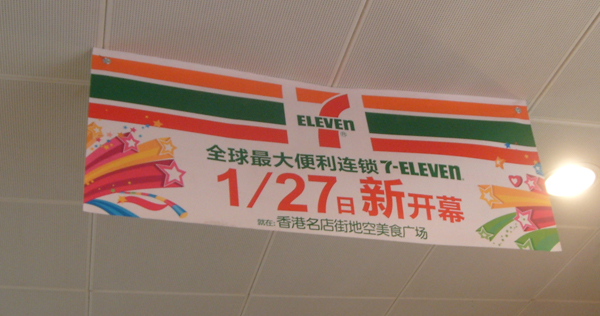 7
ELEVEN
®
全球最大便利连锁7-ELEVEN
1/27日新开幕
就在:香港名店街地空美食广场